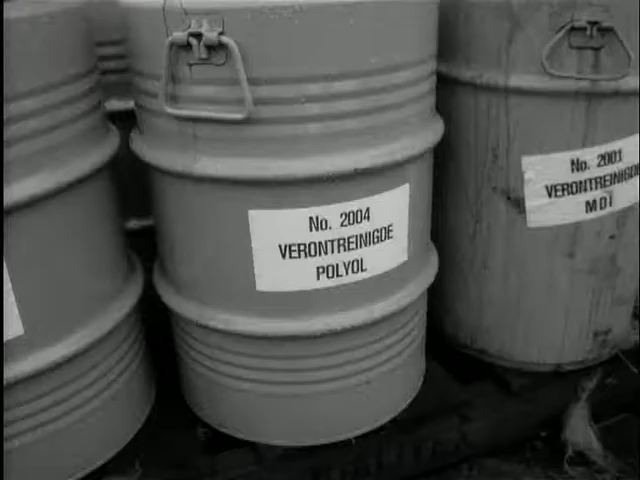 No. 2004
VERONTREINIGDE
POLYOL
No. 2001
VERONTREINIGDE
MDI